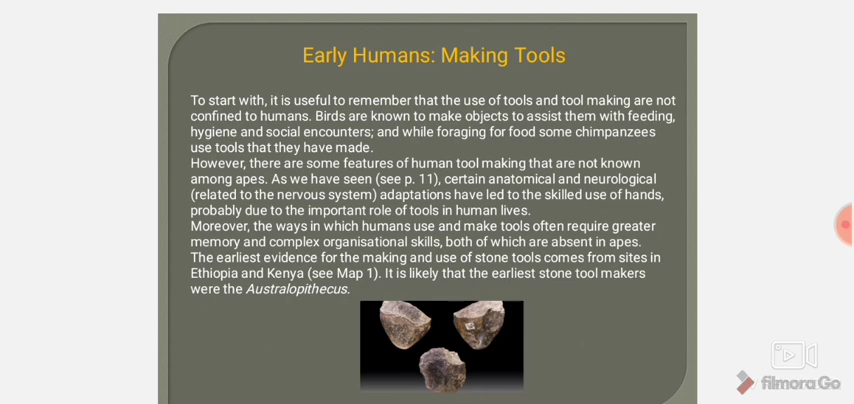 Early Humans: Making Tools
To start with, it is useful to remember that the use of tools and tool making are not
confined to humans. Birds are known to make objects to assist them with feeding,
hygiene and social encounters; and while foraging for food some chimpanzees
use tools that they have made.
However, there are some features of human tool making that are not known
among apes. As we have seen (see p. 11), certain anatomical and neurological
(related to the nervous system) adaptations have led to the skilled use of hands,
probably due to the important role of tools in human lives.
Moreover, the ways in which humans use and make tools often require greater
memory and complex organisational skills, both of which are absent in apes.
The earliest evidence for the making and use of stone tools comes from sites in
Ethiopia and Kenya (see Map 1). It is likely that the earliest stone tool makers
were the Australopithecus.
filmora Go